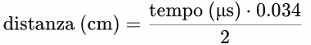 distanza (cm) = tempo (μs) · 0.034 / 2